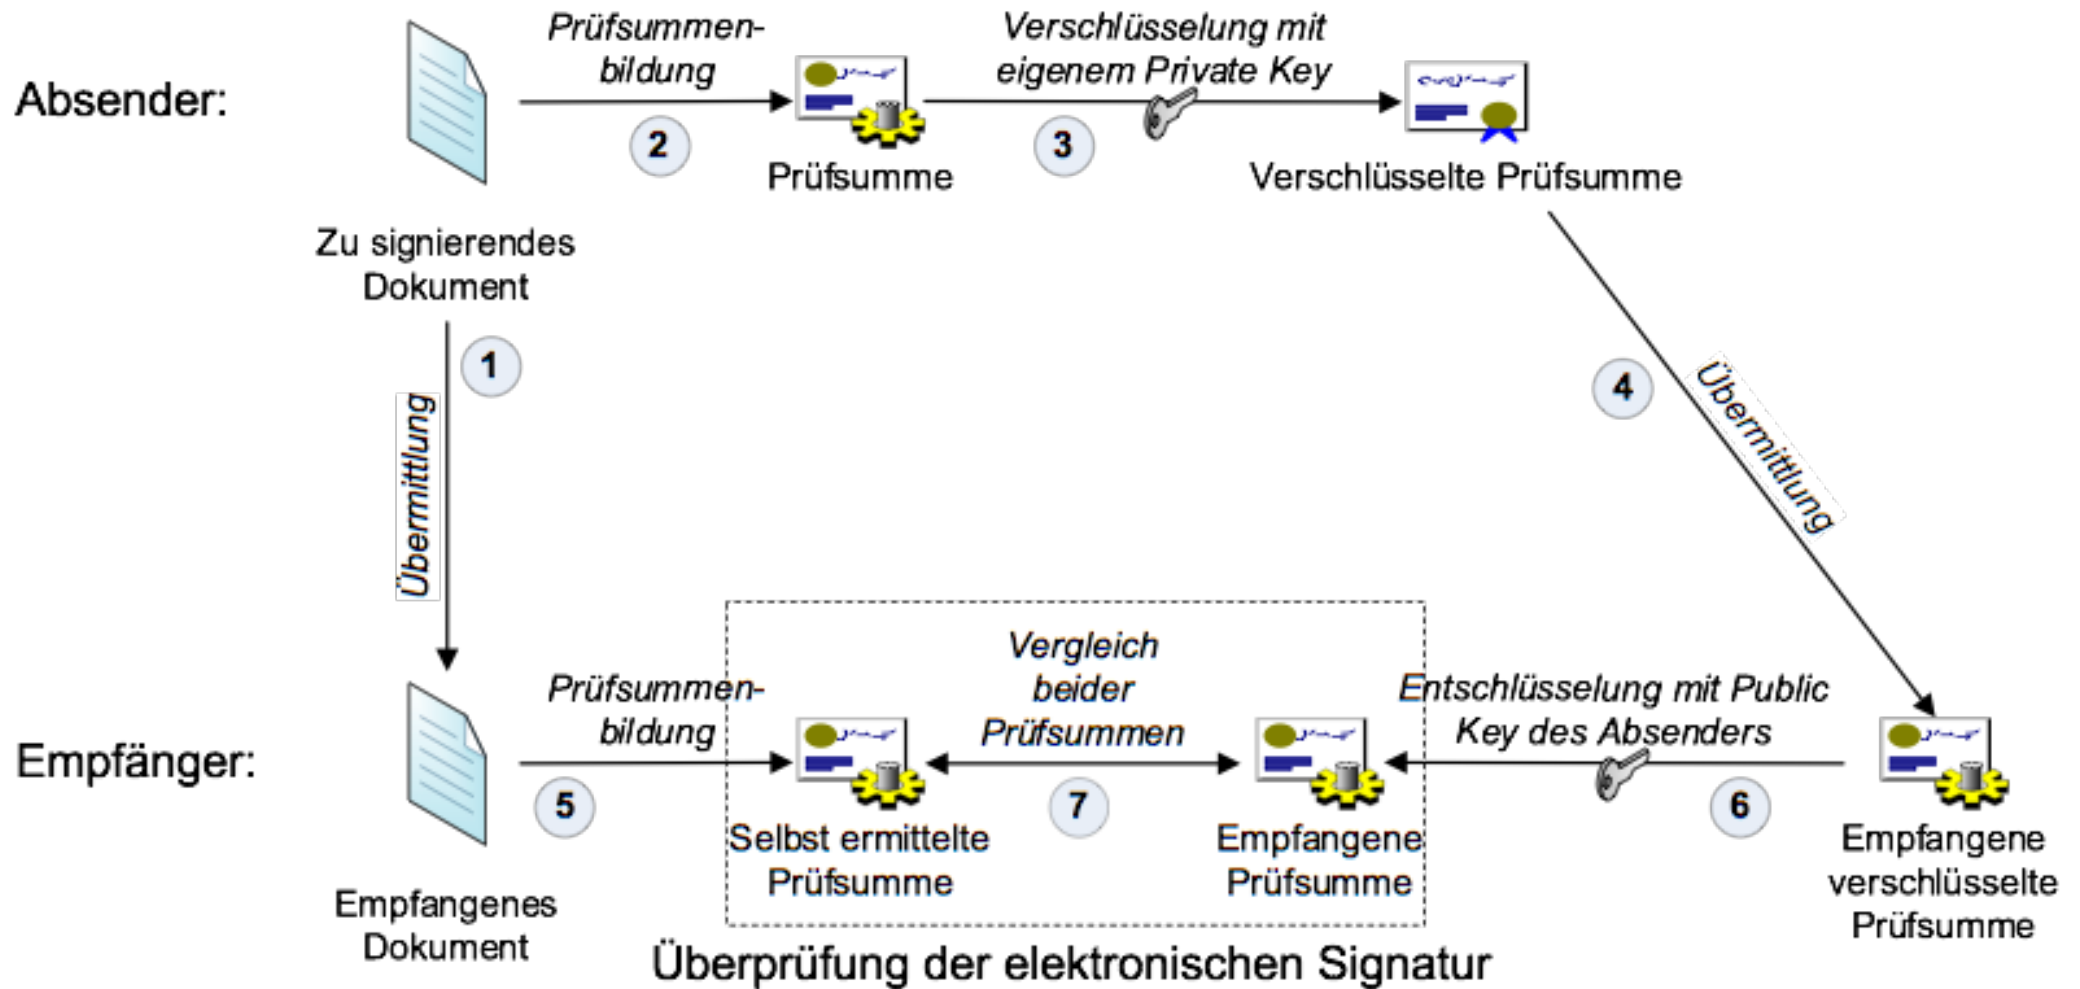 Absender:
Prüfsummen-
bildung
2
Prüfsumme
Verschlüsselung mit
eigenem Private Key
3
Verschlüsselte Prüfsumme
Zu signierendes
Dokument
1
Übermittlung
4
Übermittlung
Empfänger:
Empfangenes
Dokument
Prüfsummen-
bildung
5
Selbst ermittelte
Prüfsumme
Vergleich
beider
Prüfsummen
7
Empfangene
Prüfsumme
Entschlüsselung mit Public
Key des Absenders
6
Empfangene
verschlüsselte
Prüfsumme
Überprüfung der elektronischen Signatur